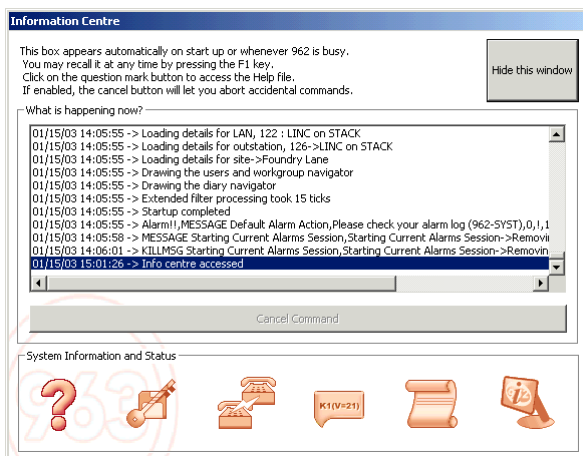 Information Centre
This box appears automatically on start up or whenever 962 is busy.
You may recall it at any time by pressing the F1 key.
Click on the question mark button to access the Help file.
If enabled, the cancel button will let you abort accidental commands.
Hide this window
What is happening now?
01/15/03 14:05:55 -> Loading details for LAN, 122 : LINC on STACK
01/15/03 14:05:55 -> Loading details for outstation, 126->LINC on STACK
01/15/03 14:05:55 -> Loading details for site->Foundry Lane
01/15/03 14:05:55 -> Drawing the users and workgroup navigator
01/15/03 14:05:55 -> Drawing the diary navigator
01/15/03 14:05:55 -> Extended filter processing took 15 ticks
01/15/03 14:05:55 -> Startup completed
01/15/03 14:05:55 -> Alarm!!,MESSAGE Default Alarm Action,Please check your alarm log (962-SYST),0,!,1
01/15/03 14:05:58 -> MESSAGE Starting Current Alarms Session,Starting Current Alarms Session->Removi
01/15/03 14:06:01 -> KILLMSG Starting Current Alarms Session,Starting Current Alarms Session->Removin
01/15/03 15:01:26 -> Info centre accessed
Cancel Command
System Information and Status
963
?
K1(V=21)